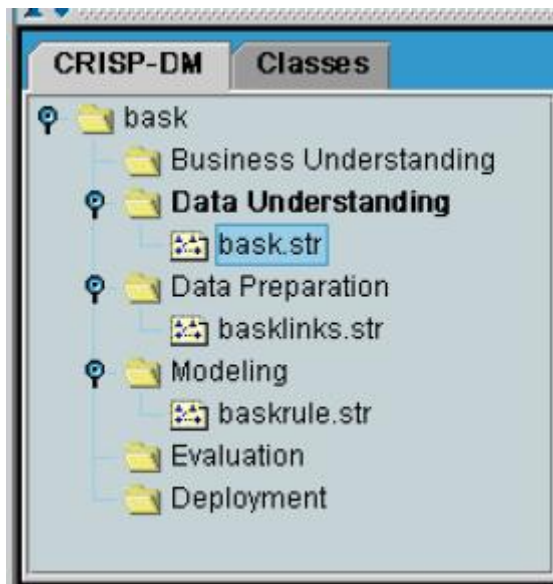 CRISP-DM Classes
bask
Business Understanding
Data Understanding
bask.str
Data Preparation
basklinks.str
Modeling
baskrule.str
Evaluation
Deployment